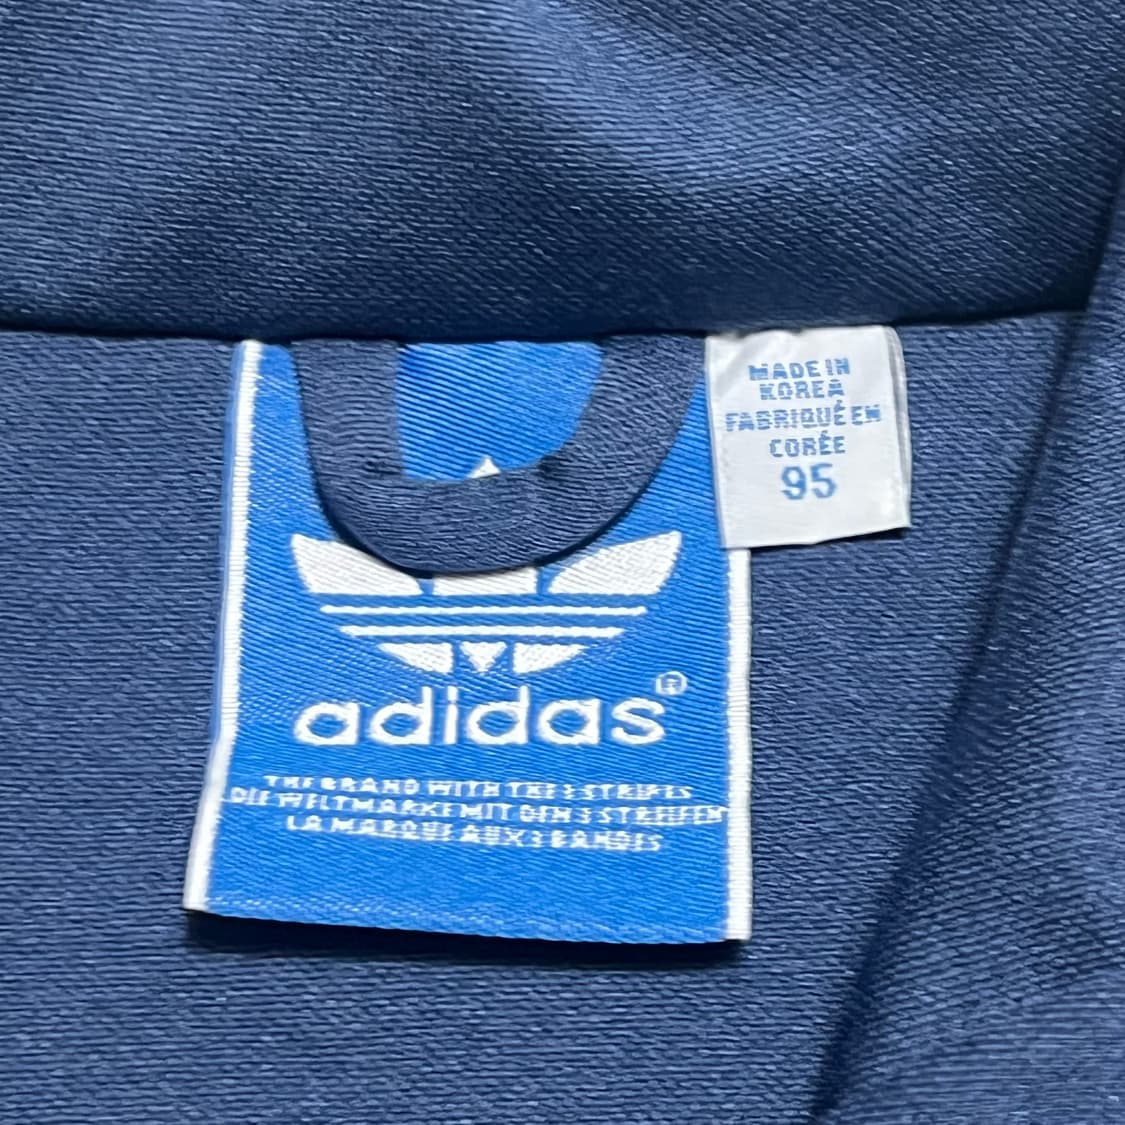 MADE IN
KOREA
FABRIQUÉ EN
CORÉE
95
adidas®
THE BRAND WITH THE 3 STRIPES
DIE WELTMARKE MIT DEN 3 STREIFEN
LA MARQUE AUX 3 BANDES